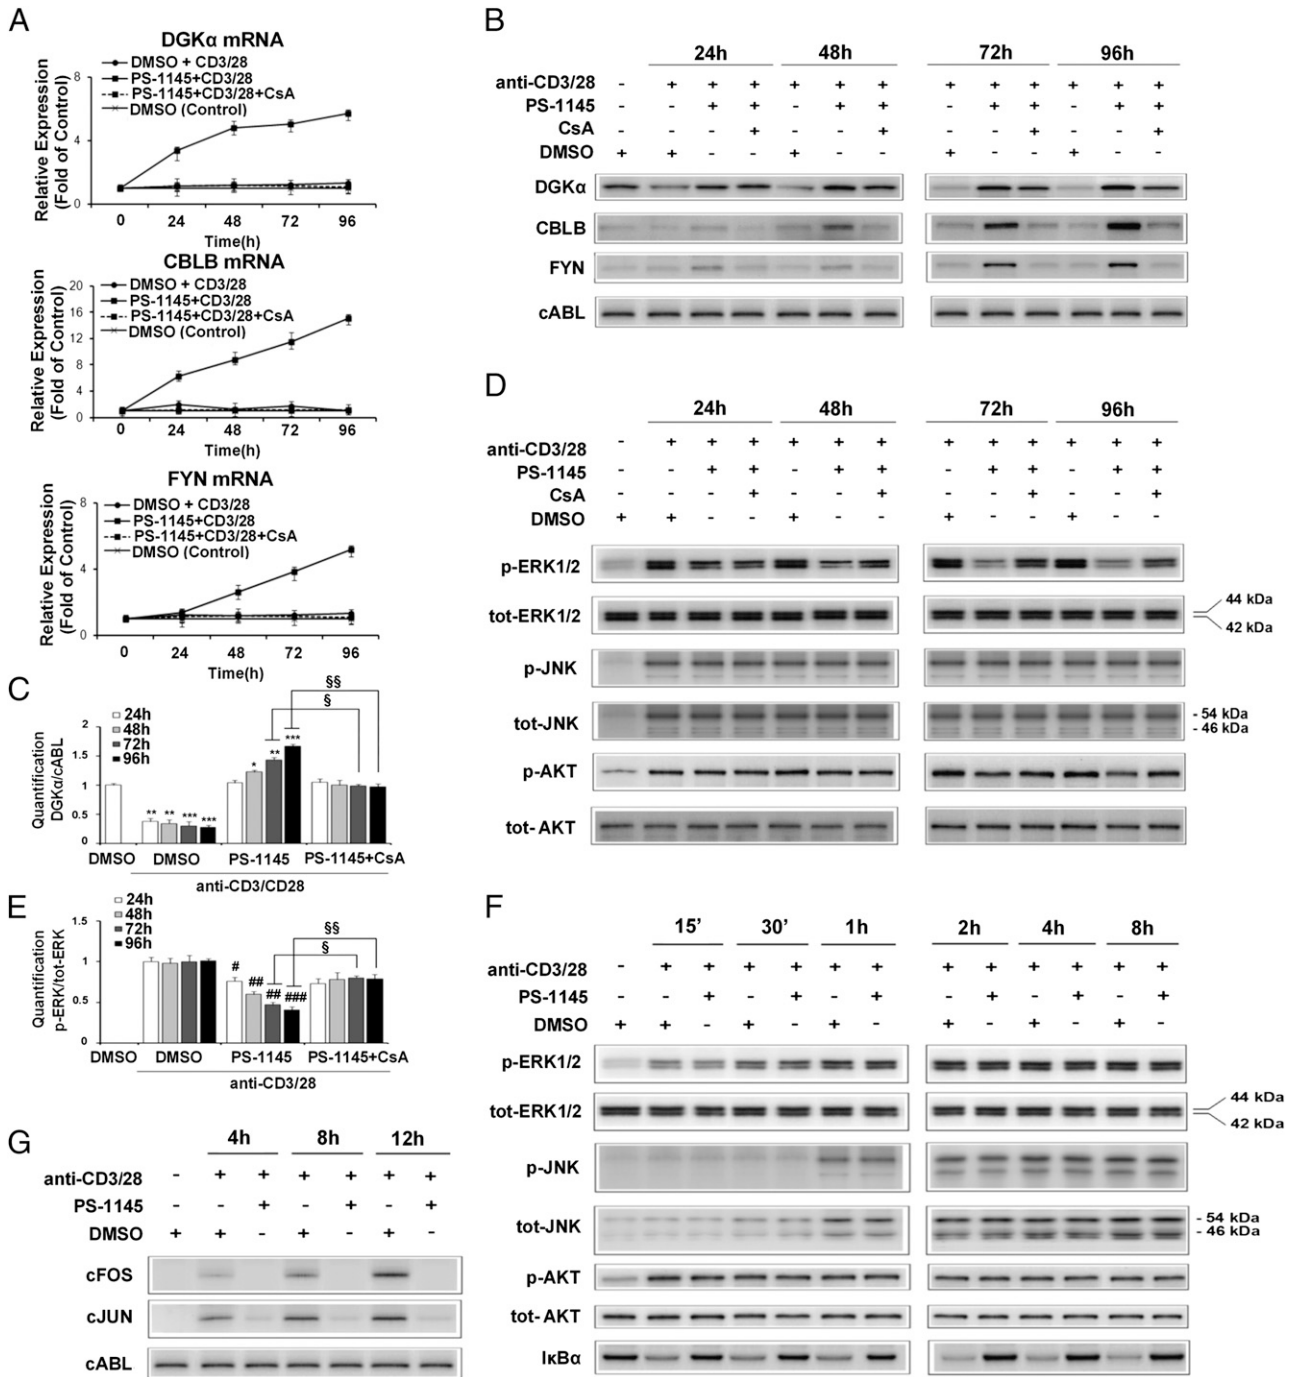 A
DGKα mRNA
DMSO + CD3/28
PS-1145+CD3/28
PS-1145+CD3/28+CsA
DMSO (Control)
Relative Expression
(Fold of Control)
8
4
0
0 24 48 72 96
Time(h)
CBLB mRNA
DMSO + CD3/28
PS-1145+CD3/28
PS-1145+CD3/28+CsA
DMSO (Control)
Relative Expression
(Fold of Control)
20
16
12
8
4
0
0 24 48 72 96
Time(h)
FYN mRNA
DMSO + CD3/28
PS-1145+CD3/28
PS-1145+CD3/28+CsA
DMSO (Control)
Relative Expression
(Fold of Control)
8
4
0
0 24 48 72 96
Time(h)
B
24h 48h 72h 96h
anti-CD3/28 - + + + + + + + + + + + +
PS-1145 - - + + - + + - + + - + +
CsA - - - + - - + - - + - - +
DMSO + + - - + - - + - - + - -
DGKα
CBLB
FYN
cABL
C
24h
48h
72h
96h
Quantification
DGKα/cABL
2
1.5
1
0.5
0
** ** *** ***
* ** ***
§§
§
DMSO DMSO PS-1145 PS-1145+CsA
anti-CD3/CD28
D
24h 48h 72h 96h
anti-CD3/28 - + + + + + + + + + + + +
PS-1145 - - + + - + + - + + - + +
CsA - - - + - - + - - + - - +
DMSO + + - - + - - + - - + - -
p-ERK1/2
tot-ERK1/2
44 kDa
42 kDa
p-JNK
tot-JNK
- 54 kDa
- 46 kDa
p-AKT
tot- AKT
E
24h
48h
72h
96h
Quantification
p-ERK/tot-ERK
1.5
1
0.5
0
# ## ## ###
§§
§
DMSO DMSO PS-1145 PS-1145+CsA
anti-CD3/28
F
15’ 30’ 1h 2h 4h 8h
anti-CD3/28 - + + + + + + + + + + + +
PS-1145 - - + - + - + - + - + - +
DMSO + + - + - + - + - + - + -
p-ERK1/2
tot-ERK1/2
44 kDa
42 kDa
p-JNK
tot-JNK
- 54 kDa
- 46 kDa
p-AKT
tot- AKT
IκBα
G
4h 8h 12h
anti-CD3/28 - + + + + + +
PS-1145 - - + - + - +
DMSO + + - + - + -
cFOS
cJUN
cABL